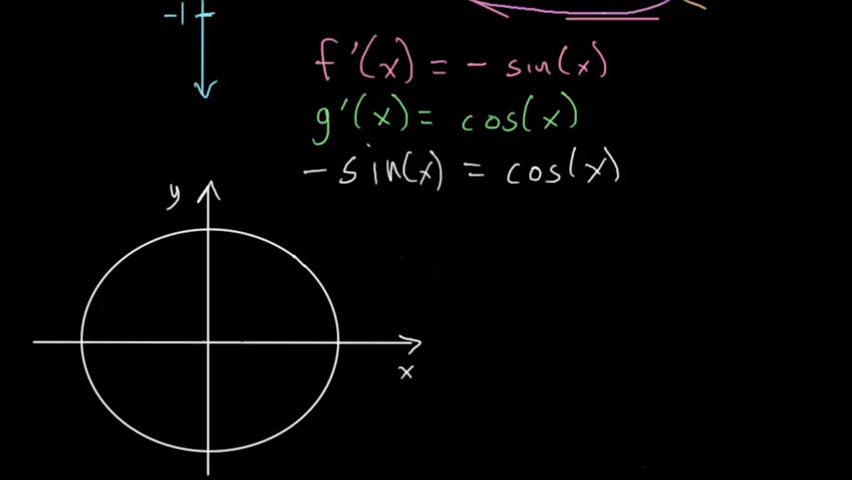 -1
f'(x) = - sin(x)
g'(x) = cos(x)
- sin(x) = cos(x)
y
x